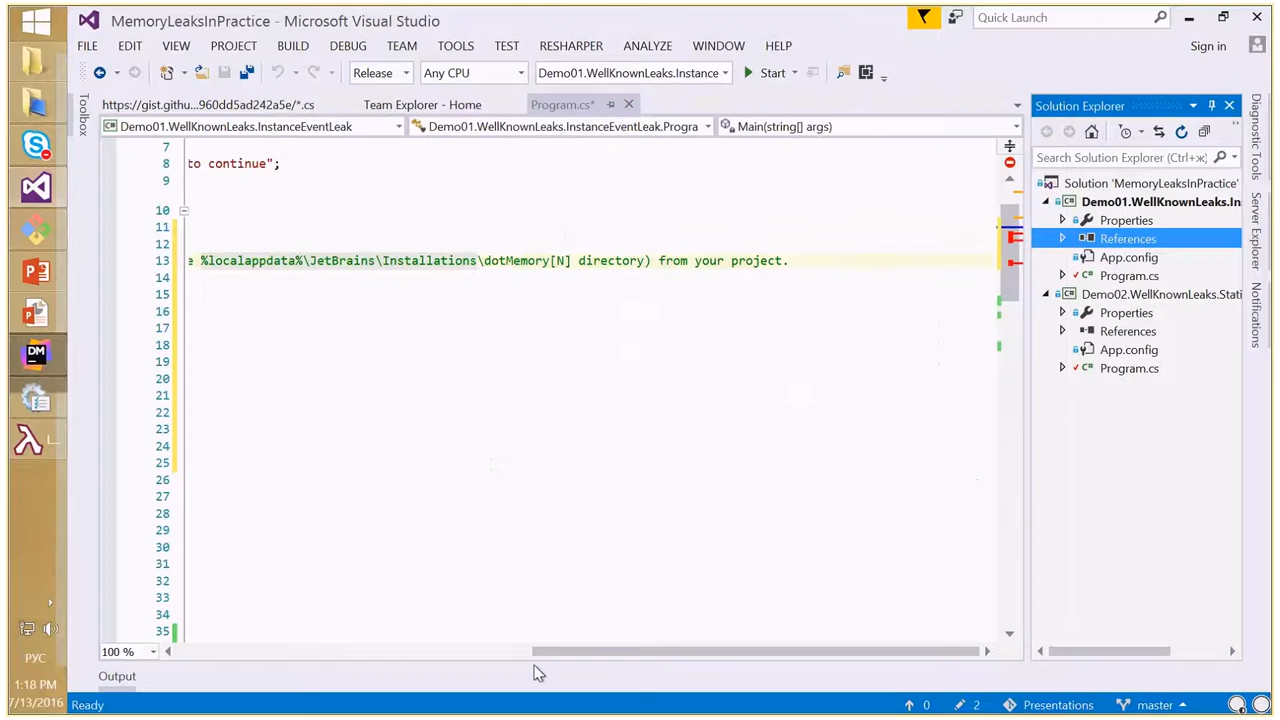 MemoryLeaksInPractice - Microsoft Visual Studio
Quick Launch
FILE EDIT VIEW PROJECT BUILD DEBUG TEAM TOOLS TEST RESHARPER ANALYZE WINDOW HELP
Sign in
Release Any CPU Demo01.WellKnownLeaks.Instance Start
https://gist.githu...960dd5ad242a5e/*.cs Team Explorer - Home Program.cs*
Demo01.WellKnownLeaks.InstanceEventLeak Demo01.WellKnownLeaks.InstanceEventLeak.Progra Main(string[] args)
Toolbox
7
8 to continue";
9
10
11
12
13 e %localappdata%\JetBrains\Installations\dotMemory[N] directory) from your project.
14
15
16
17
18
19
20
21
22
23
24
25
26
27
28
29
30
31
32
33
34
35
100 %
Output
Solution Explorer
Search Solution Explorer (Ctrl+ж)
Solution 'MemoryLeaksInPractice'
Demo01.WellKnownLeaks.In
Properties
References
App.config
C# Program.cs
Demo02.WellKnownLeaks.Stati
Properties
References
App.config
C# Program.cs
Diagnostic Tools
Server Explorer
Notifications
DM
L...
РУС
1:18 PM
7/13/2016
Ready
0 2 Presentations master